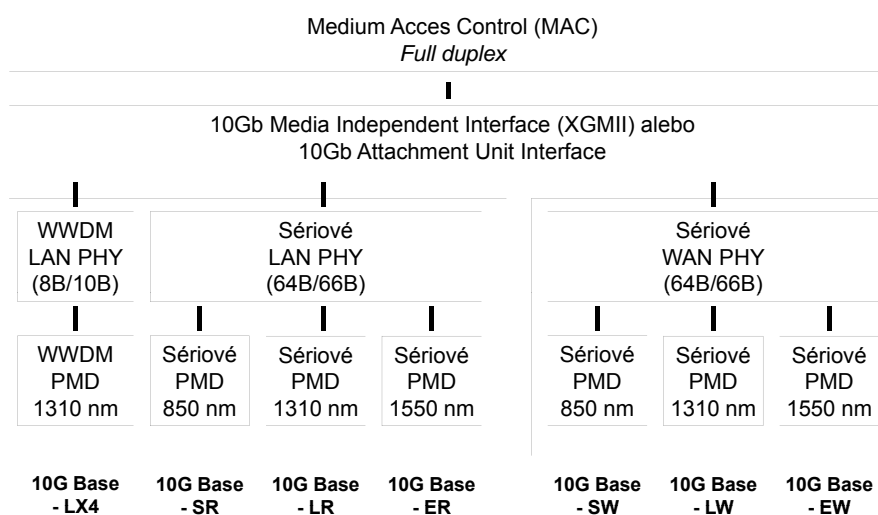 Medium Acces Control (MAC)
Full duplex
10Gb Media Independent Interface (XGMII) alebo
10Gb Attachment Unit Interface
WWDM
LAN PHY
(8B/10B)
Sériové
LAN PHY
(64B/66B)
Sériové
WAN PHY
(64B/66B)
WWDM
PMD
1310 nm
Sériové
PMD
850 nm
Sériové
PMD
1310 nm
Sériové
PMD
1550 nm
Sériové
PMD
850 nm
Sériové
PMD
1310 nm
Sériové
PMD
1550 nm
10G Base
- LX4
10G Base
- SR
10G Base
- LR
10G Base
- ER
10G Base
- SW
10G Base
- LW
10G Base
- EW